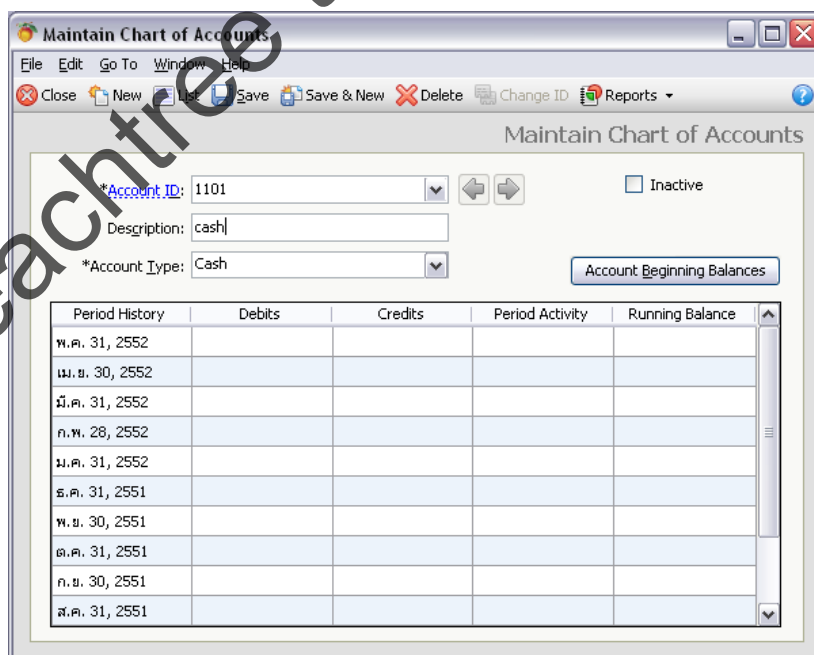 Maintain Chart of Accounts
File Edit Go To Window Help
Close New List Save Save & New Delete Change ID Reports
Maintain Chart of Accounts
*Account ID: 1101
Inactive
Description: cash
*Account Type: Cash
Account Beginning Balances
Period History Debits Credits Period Activity Running Balance
พ.ค. 31, 2552
เม.ย. 30, 2552
มี.ค. 31, 2552
ก.พ. 28, 2552
ม.ค. 31, 2552
ธ.ค. 31, 2551
พ.ย. 30, 2551
ต.ค. 31, 2551
ก.ย. 30, 2551
ส.ค. 31, 2551